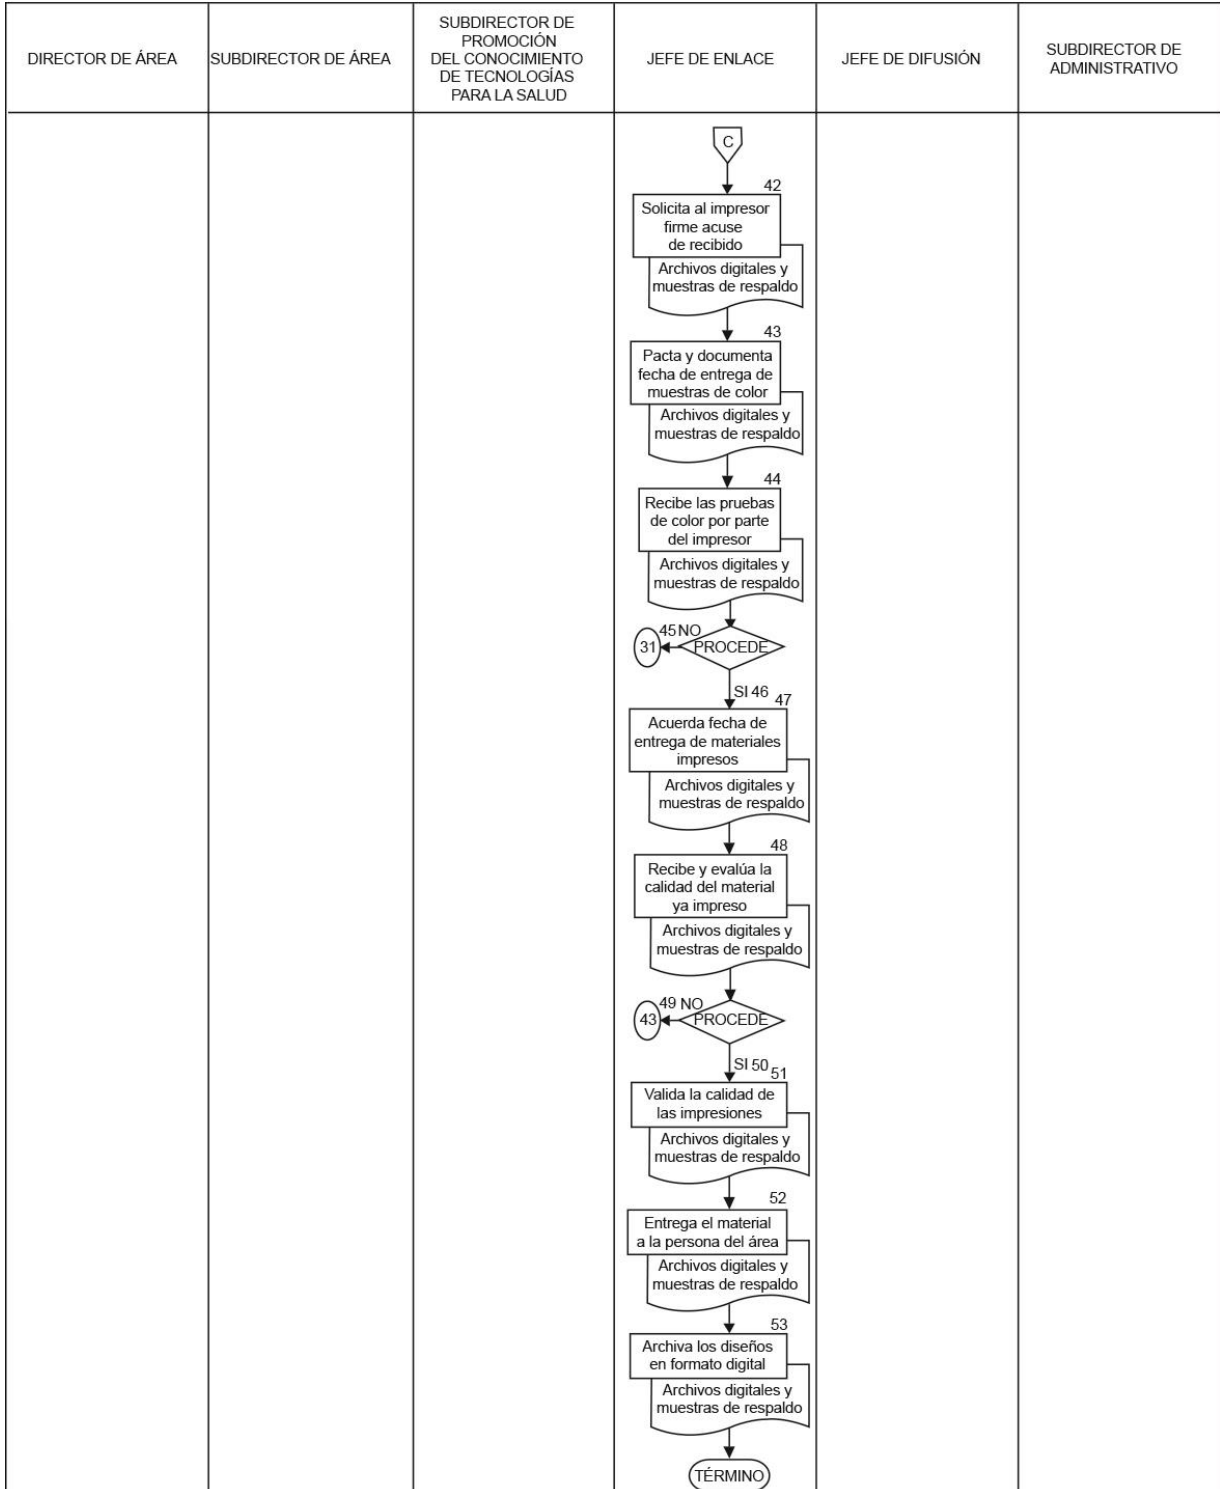 DIRECTOR DE ÁREA
SUBDIRECTOR DE ÁREA
SUBDIRECTOR DE
PROMOCIÓN
DEL CONOCIMIENTO
DE TECNOLOGÍAS
PARA LA SALUD
JEFE DE ENLACE
JEFE DE DIFUSIÓN
SUBDIRECTOR DE
ADMINISTRATIVO
C
42
Solicita al impresor
firme acuse
de recibido
Archivos digitales y
muestras de respaldo
43
Pacta y documenta
fecha de entrega de
muestras de color
Archivos digitales y
muestras de respaldo
44
Recibe las pruebas
de color por parte
del impresor
Archivos digitales y
muestras de respaldo
45 NO
31
PROCEDE
SI 46
47
Acuerda fecha de
entrega de materiales
impresos
Archivos digitales y
muestras de respaldo
48
Recibe y evalúa la
calidad del material
ya impreso
Archivos digitales y
muestras de respaldo
49 NO
43
PROCEDE
SI 50
51
Valida la calidad de
las impresiones
Archivos digitales y
muestras de respaldo
52
Entrega el material
a la persona del área
Archivos digitales y
muestras de respaldo
53
Archiva los diseños
en formato digital
Archivos digitales y
muestras de respaldo
TÉRMINO